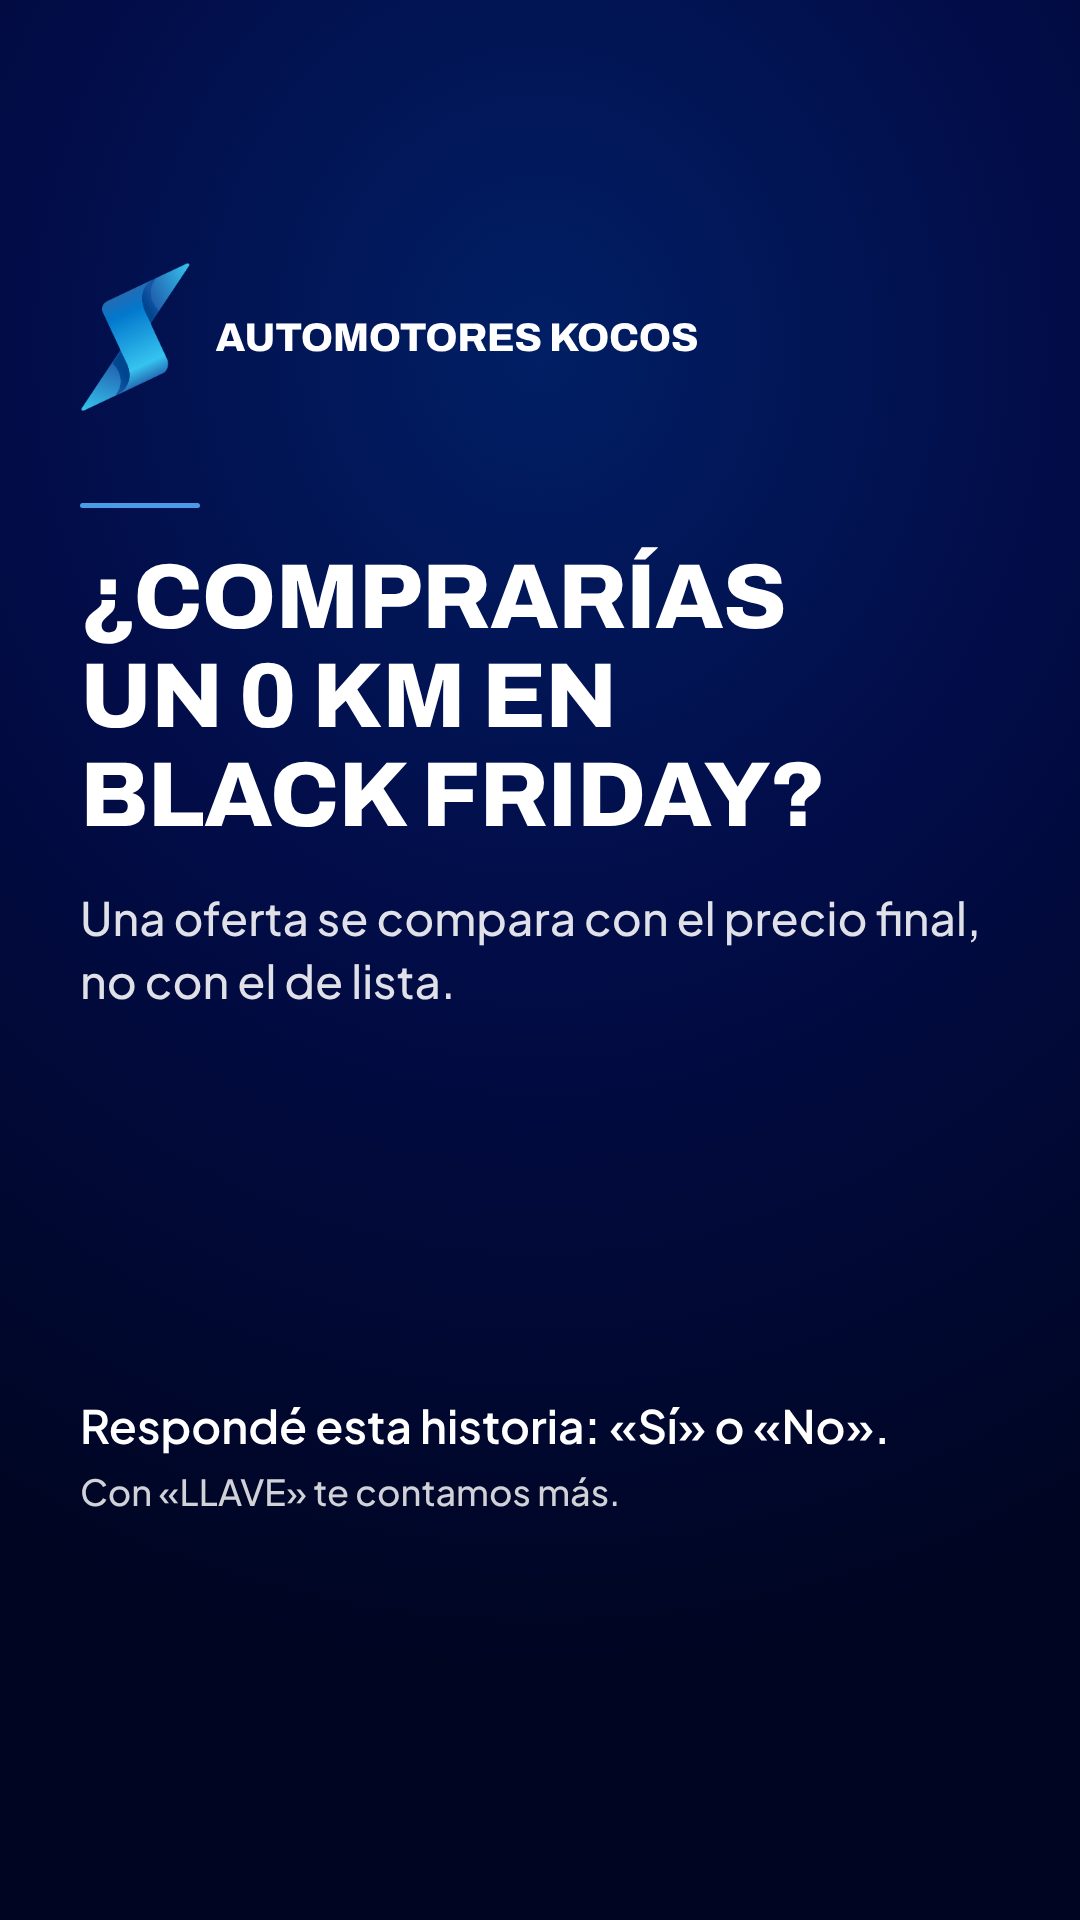 AUTOMOTORES KOCOS
¿COMPRARÍAS
UN 0 KM EN
BLACK FRIDAY?
Una oferta se compara con el precio final,
no con el de lista.
Respondé esta historia: «Sí» o «No».
Con «LLAVE» te contamos más.